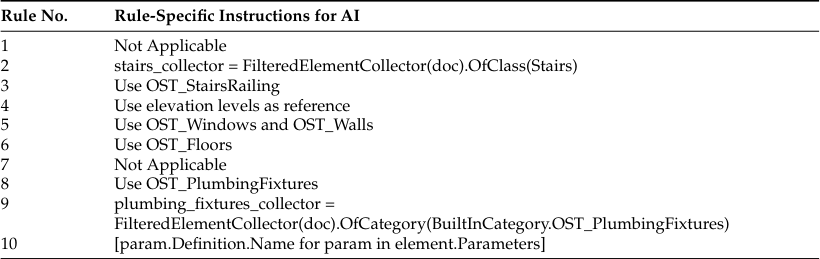 Rule No. Rule-Specific Instructions for AI
1 Not Applicable
2 stairs_collector = FilteredElementCollector(doc).OfClass(Stairs)
3 Use OST_StairsRailing
4 Use elevation levels as reference
5 Use OST_Windows and OST_Walls
6 Use OST_Floors
7 Not Applicable
8 Use OST_PlumbingFixtures
9 plumbing_fixtures_collector =
FilteredElementCollector(doc).OfCategory(BuiltInCategory.OST_PlumbingFixtures)
10 [param.Definition.Name for param in element.Parameters]